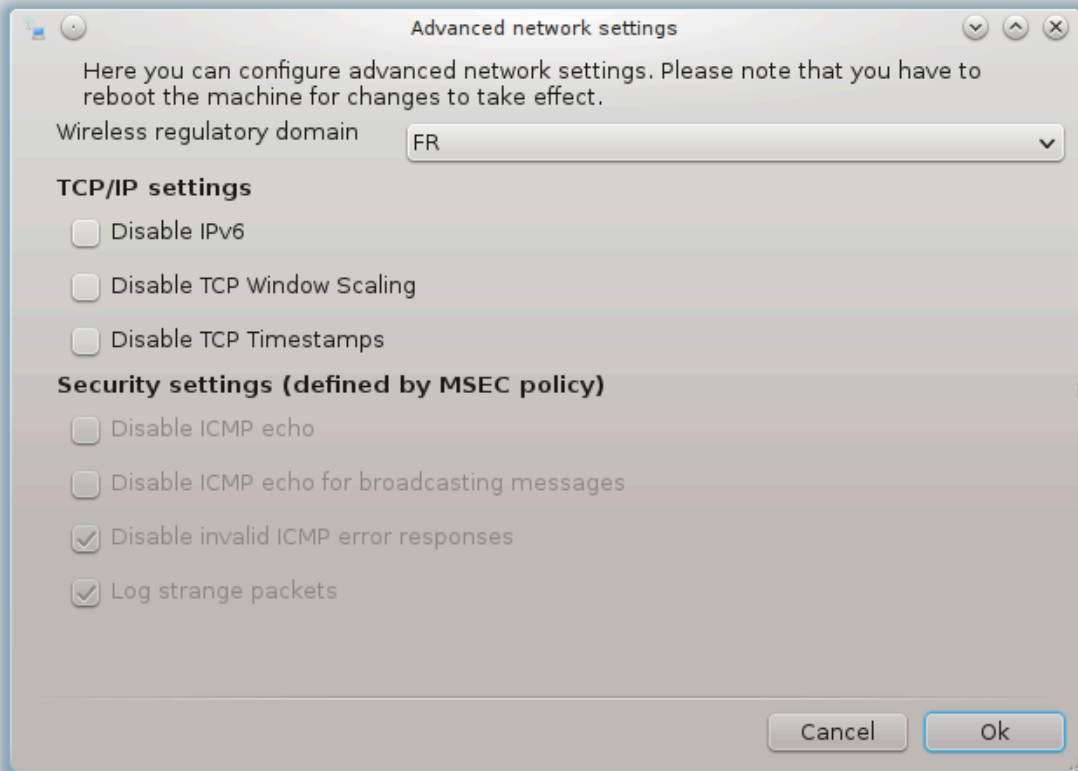 Advanced network settings
Here you can configure advanced network settings. Please note that you have to
reboot the machine for changes to take effect.
Wireless regulatory domain
FR
TCP/IP settings
Disable IPv6
Disable TCP Window Scaling
Disable TCP Timestamps
Security settings (defined by MSEC policy)
Disable ICMP echo
Disable ICMP echo for broadcasting messages
Disable invalid ICMP error responses
Log strange packets
Cancel
Ok